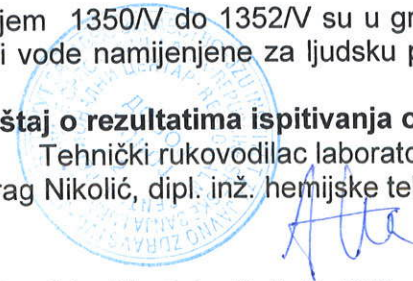 jem 1350/V do 1352/V su u gr
i vode namijenjene za ljudsku p
štaj o rezultatima ispitivanja o
Tehnički rukovodilac laborato
rag Nikolić, dipl. inž. hemijske te